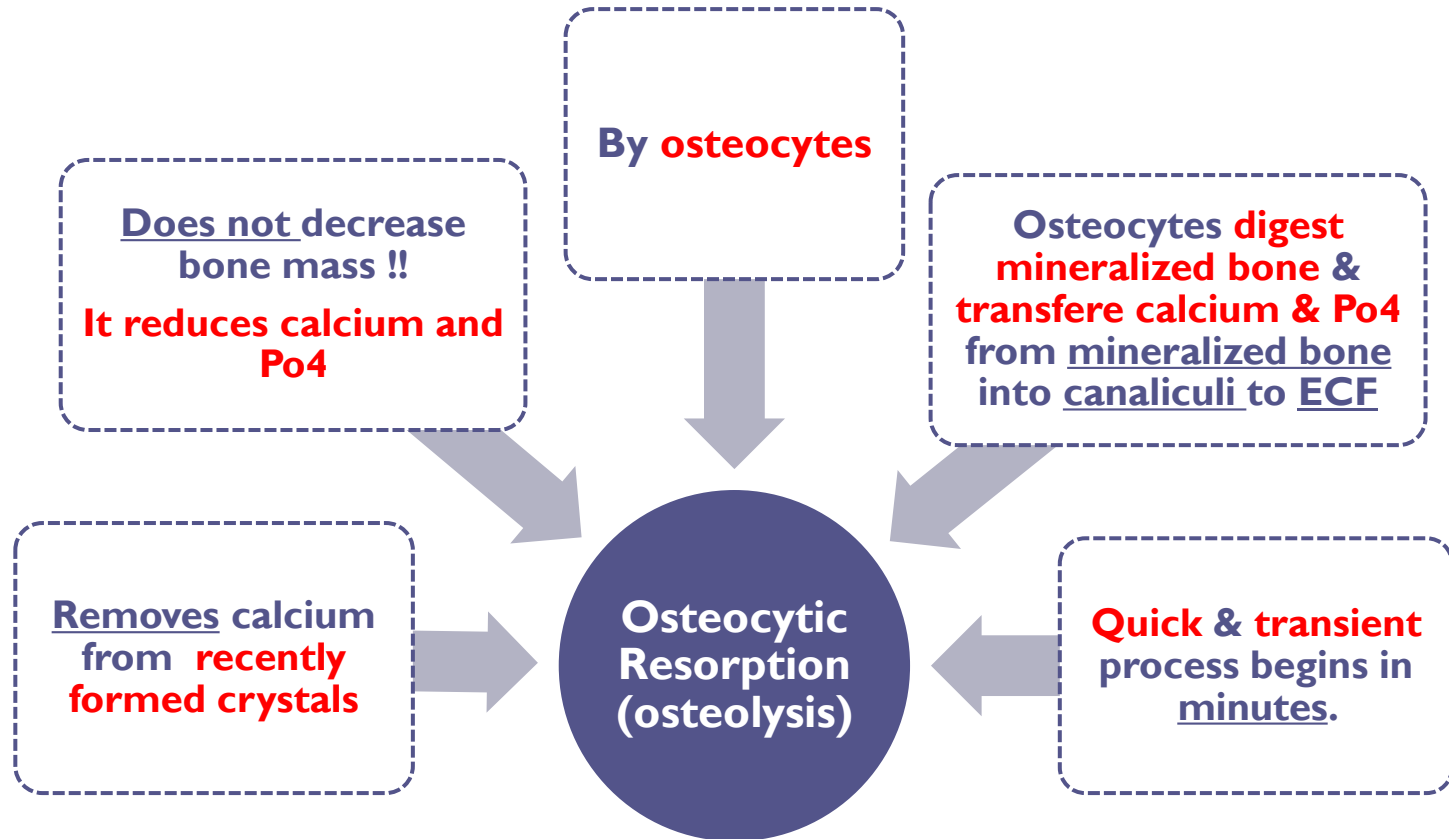 By osteocytes
Does not decrease
bone mass !!
It reduces calcium and
Po4
Osteocytes digest
mineralized bone &
transfere calcium & Po4
from mineralized bone
into canaliculi to ECF
Removes calcium
from recently
formed crystals
Osteocytic
Resorption
(osteolysis)
Quick & transient
process begins in
minutes.